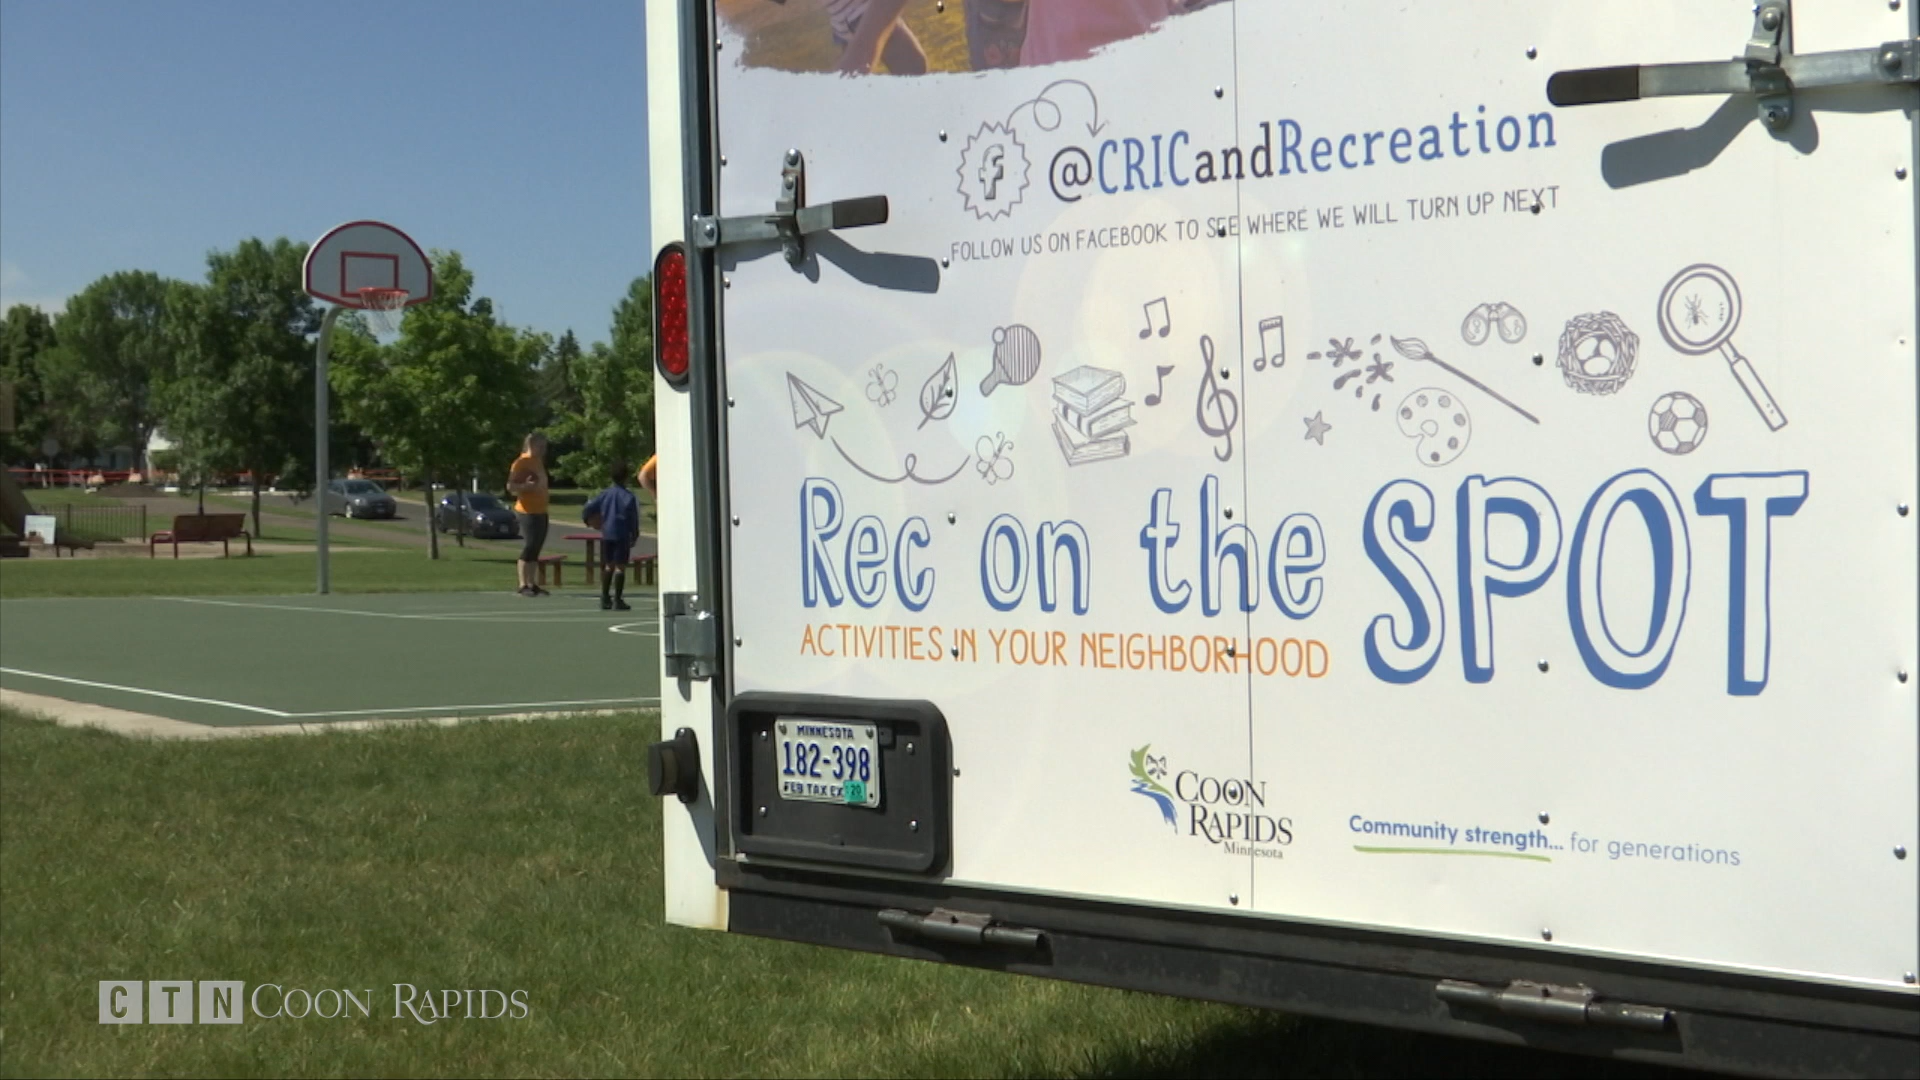 f @CRICandRecreation
FOLLOW US ON FACEBOOK TO SEE WHERE WE WILL TURN UP NEXT
Rec on the SPOT
ACTIVITIES IN YOUR NEIGHBORHOOD
MINNESOTA
182-398
FEB TAX EX 20
COON
RAPIDS
Minnesota
Community strength... for generations
CTN COON RAPIDS